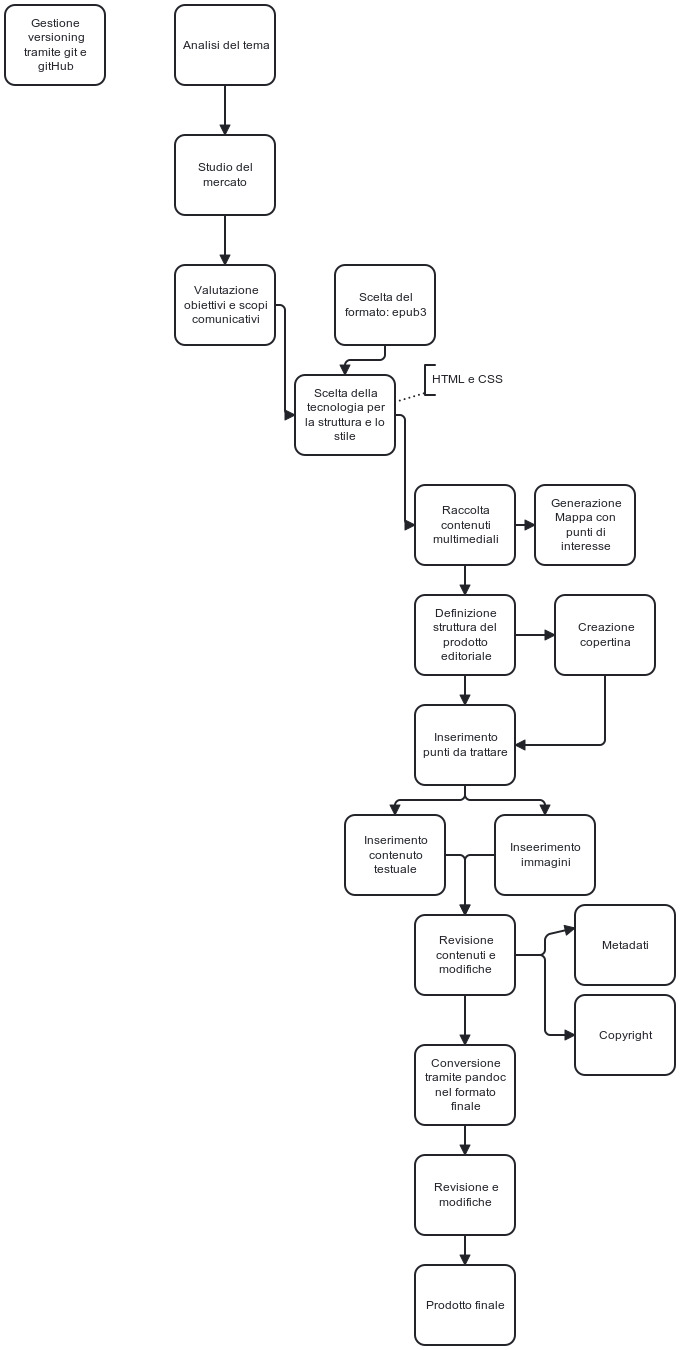 Gestione
versioning
tramite git e
gitHub
Analisi del tema
Studio del
mercato
Valutazione
obiettivi e scopi
comunicativi
Scelta del
formato: epub3
HTML e CSS
Scelta della
tecnologia per
la struttura e lo
stile
Raccolta
contenuti
multimediali
Generazione
Mappa con
punti di
interesse
Definizione
struttura del
prodotto
editoriale
Creazione
copertina
Inserimento
punti da trattare
Inserimento
contenuto
testuale
Inseerimento
immagini
Revisione
contenuti e
modifiche
Metadati
Copyright
Conversione
tramite pandoc
nel formato
finale
Revisione e
modifiche
Prodotto finale